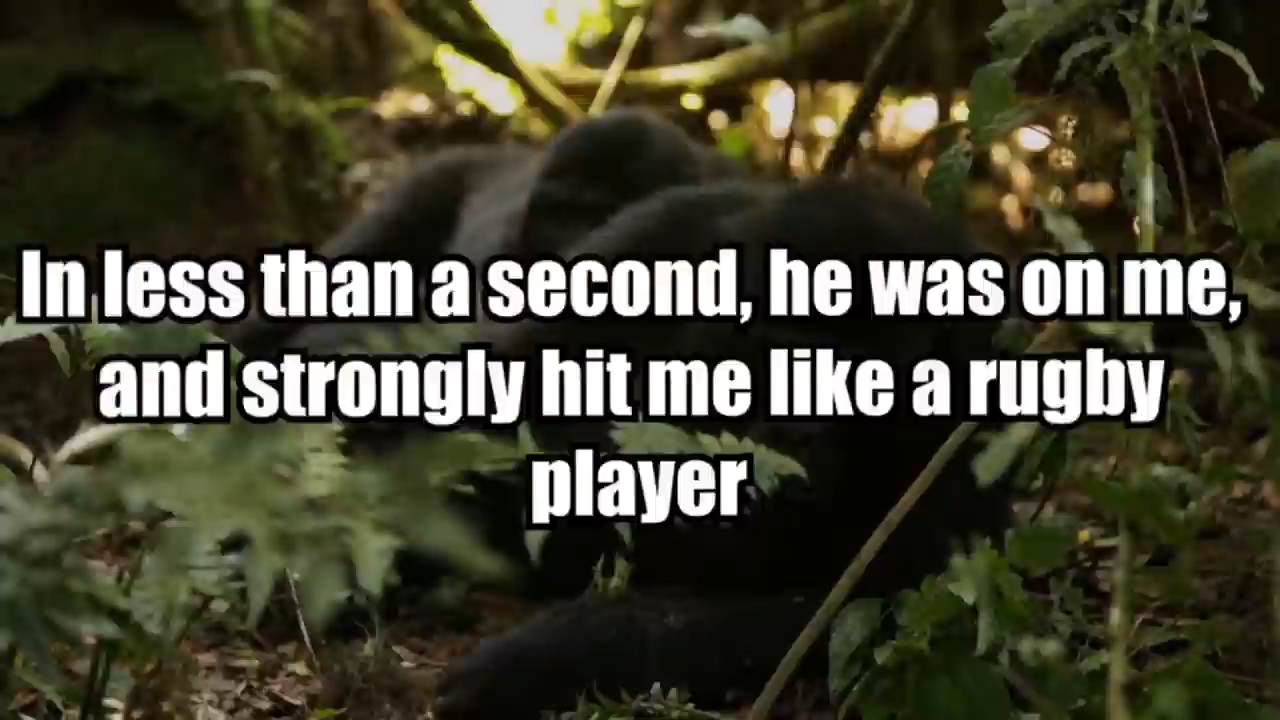 In less than a second, he was on me,
and strongly hit me like a rugby
player